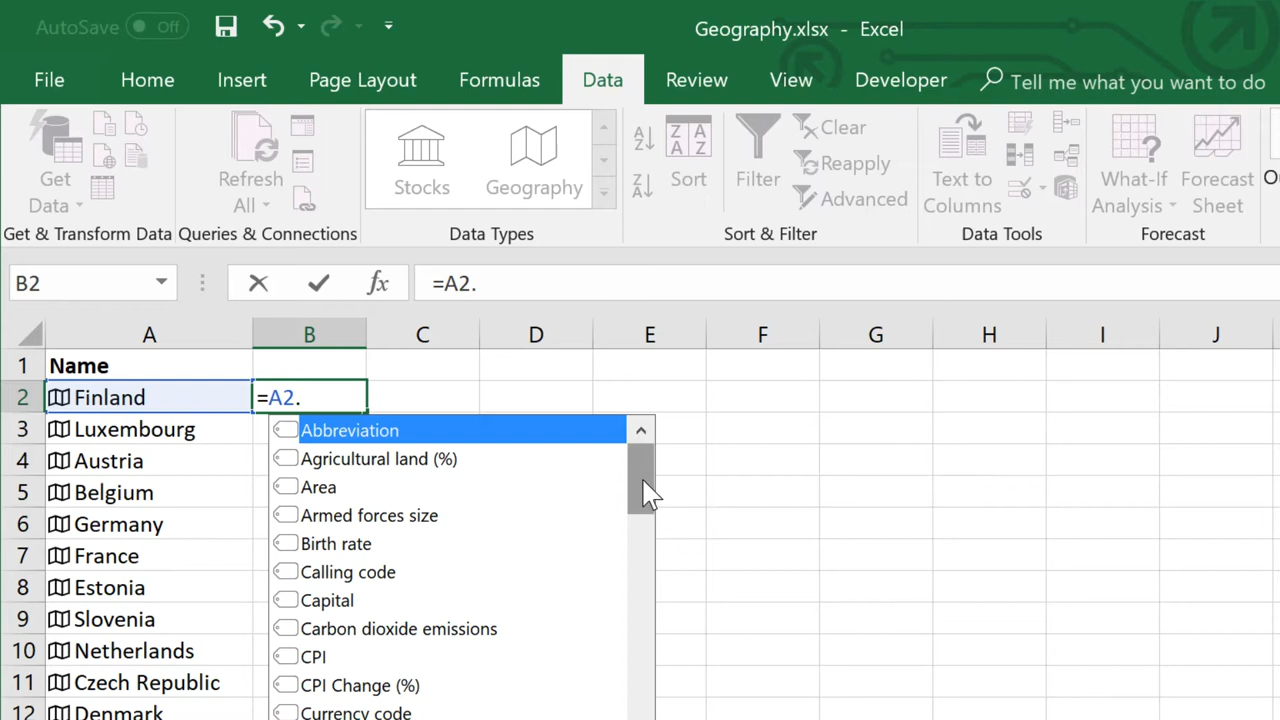 AutoSave Off
Geography.xlsx - Excel
File Home Insert Page Layout Formulas Data Review View Developer Tell me what you want to do
Get Data
Refresh All
Stocks
Geography
Sort
Filter
Clear
Reapply
Advanced
Text to Columns
What-If Analysis
Forecast Sheet
Get & Transform Data Queries & Connections Data Types Sort & Filter Data Tools Forecast
B2 fx =A2.
A B C D E F G H I J
1 Name
2 Finland =A2.
3 Luxembourg
4 Austria
5 Belgium
6 Germany
7 France
8 Estonia
9 Slovenia
10 Netherlands
11 Czech Republic
12 Denmark
Abbreviation
Agricultural land (%)
Area
Armed forces size
Birth rate
Calling code
Capital
Carbon dioxide emissions
CPI
CPI Change (%)
Currency code